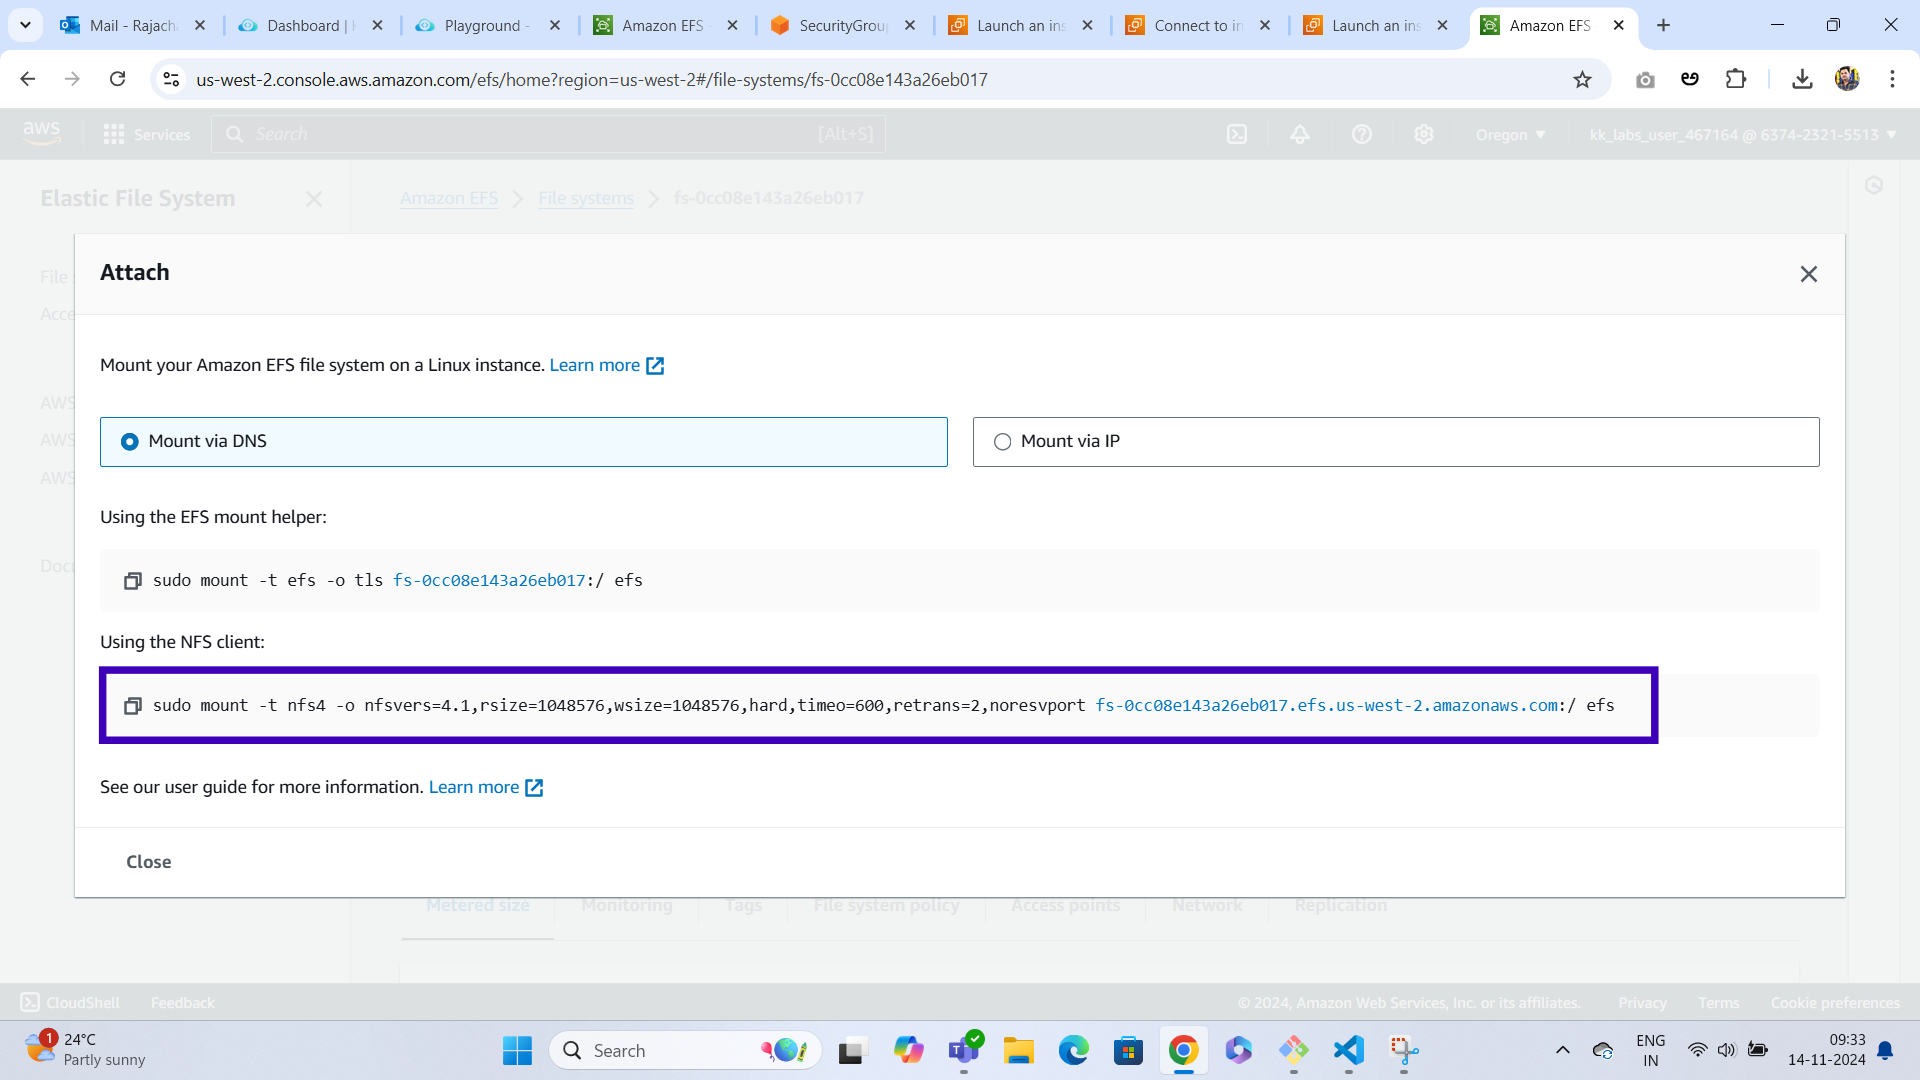 Mail - Rajach
Dashboard |
Playground -
Amazon EFS
SecurityGrou
Launch an ins
Connect to in
Launch an ins
Amazon EFS
us-west-2.console.aws.amazon.com/efs/home?region=us-west-2#/file-systems/fs-0cc08e143a26eb017
aws
Services
Search
[Alt+S]
Oregon
kk_labs_user_467164 @ 6374-2321-5513
Elastic File System
Amazon EFS
File systems
fs-0cc08e143a26eb017
File
Acce
AWS
AWS
AWS
Docu
Attach
Mount your Amazon EFS file system on a Linux instance. Learn more
Mount via DNS
Mount via IP
Using the EFS mount helper:
sudo mount -t efs -o tls fs-0cc08e143a26eb017:/ efs
Using the NFS client:
sudo mount -t nfs4 -o nfsvers=4.1,rsize=1048576,wsize=1048576,hard,timeo=600,retrans=2,noresvport fs-0cc08e143a26eb017.efs.us-west-2.amazonaws.com:/ efs
See our user guide for more information. Learn more
Close
Metered size
Monitoring
Tags
File system policy
Access points
Network
Replication
CloudShell
Feedback
© 2024, Amazon Web Services, Inc. or its affiliates.
Privacy
Terms
Cookie preferences
1
24°C
Partly sunny
Search
ENG
IN
09:33
14-11-2024